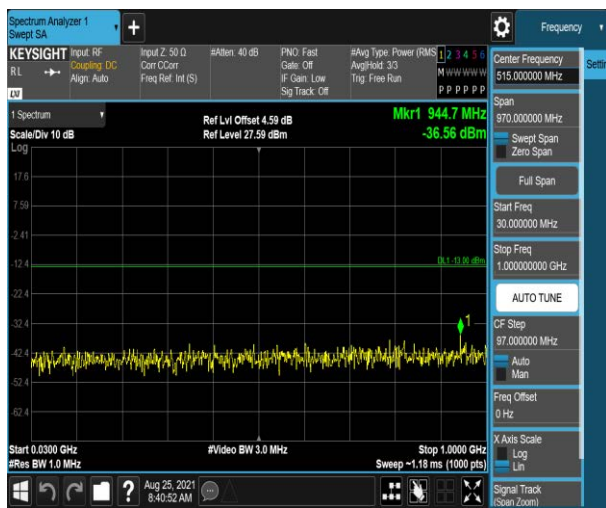 Spectrum Analyzer 1
Swept SA
Frequency
KEYSIGHT
RL
LXI
Input: RF
Coupling: DC
Align: Auto
Input Z: 50 Ω
Corr CCorr
Freq Ref: Int (S)
#Atten: 40 dB
PNO: Fast
Gate: Off
IF Gain: Low
Sig Track: Off
#Avg Type: Power (RMS
Avg|Hold: 3/3
Trig: Free Run
1 2 3 4 5 6
M W W W W W
P P P P P P
Center Frequency
515.000000 MHz
Settin
1 Spectrum
Scale/Div 10 dB
Log
Ref Lvl Offset 4.59 dB
Ref Level 27.59 dBm
Mkr1 944.7 MHz
-36.56 dBm
17.6
7.59
-2.41
-12.4
-22.4
-32.4
-42.4
-52.4
-62.4
DL1 -13.00 dBm
1
Start 0.0300 GHz
#Res BW 1.0 MHz
#Video BW 3.0 MHz
Stop 1.0000 GHz
Sweep ~1.18 ms (1000 pts)
Span
970.000000 MHz
Swept Span
Zero Span
Full Span
Start Freq
30.000000 MHz
Stop Freq
1.000000000 GHz
AUTO TUNE
CF Step
97.000000 MHz
Auto
Man
Freq Offset
0 Hz
X Axis Scale
Log
Lin
Signal Track
(Span Zoom)
?
Aug 25, 2021
8:40:52 AM